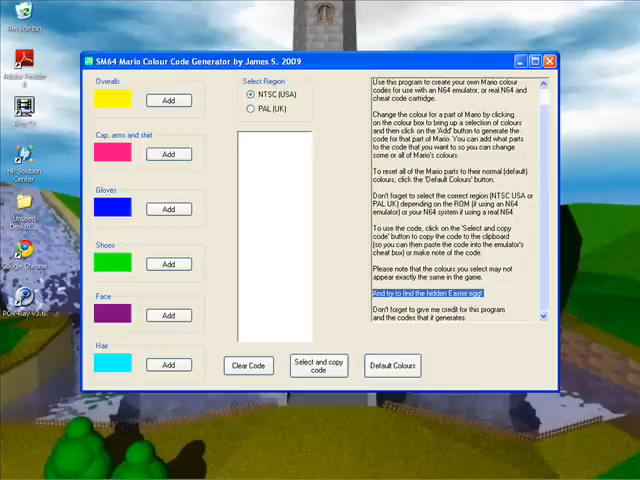 Recycle Bin
Adobe Reader
8
HP Solution
Center
Unused
Desktop...
Google Chrome
POV-Ray v3.6
SM64 Mario Colour Code Generator by James S. 2009
Overalls
Add
Cap, arms and shirt
Add
Gloves
Add
Shoes
Add
Face
Add
Hae
Add
Select Region
NTSC (USA)
PAL (UK)
Clear Code
Select and copy
code
Default Colours
Use this program to create your own Mario colour
codes for use with an N64 emulator, or real N64 and
cheat code cartridge.
Change the colour for a part of Mario by clicking
on the colour box to bring up a selection of colours
and then click on the 'Add' button to generate the
code for that part of Mario. You can add what parts
to the code that you want to so you can change
some or all of Mario's colours.
To reset all of the Mario parts to their normal (default)
colours, click the 'Default Colours' button.
Don't forget to select the correct region (NTSC USA or
PAL UK) depending on the ROM (if using an N64
emulator) or your N64 system if using a real N64.
To use the code, click on the 'Select and copy
code' button to copy the code to the clipboard
(so you can then paste the code into the emulator's
cheat box) or make note of the code.
Please note that the colours you select may not
appear exactly the same in the game.
And try to find the hidden Easter egg!
Don't forget to give me credit for this program
and the codes that it generates.